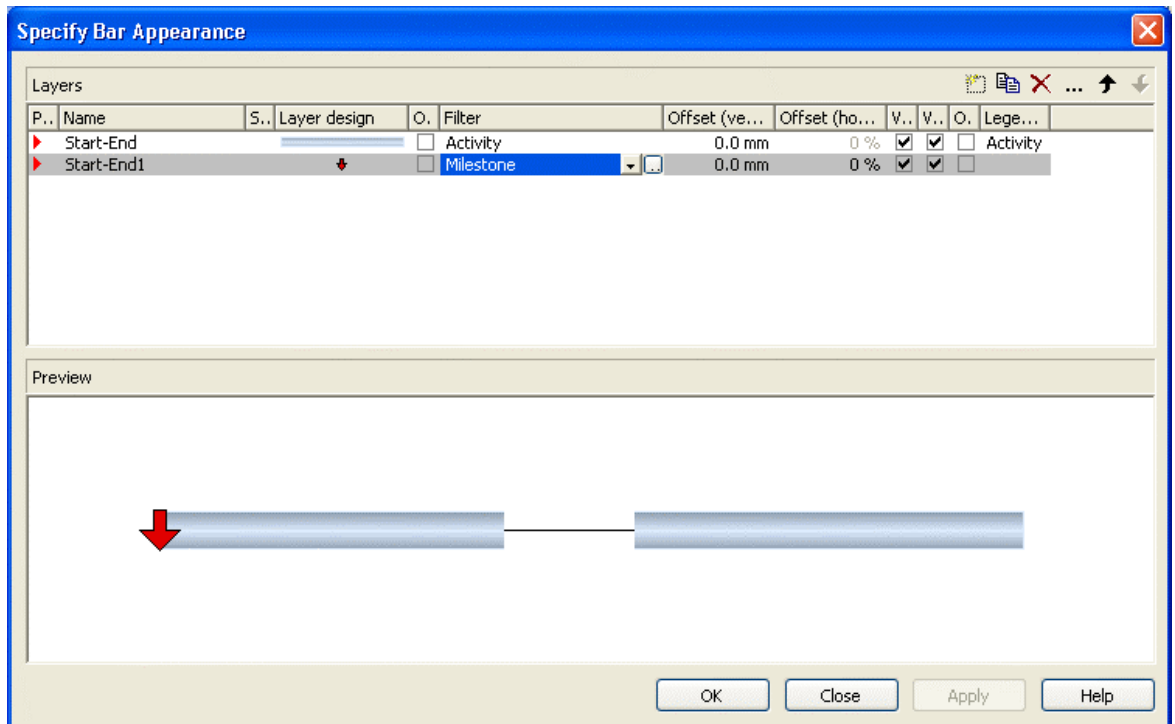 Specify Bar Appearance
Layers
...
P.. Name S.. Layer design O. Filter Offset (ve... Offset (ho... V.. V.. O. Lege...
Start-End Activity 0.0 mm 0 % Activity
Start-End1 Milestone .. 0.0 mm 0 %
Preview
OK Close Apply Help